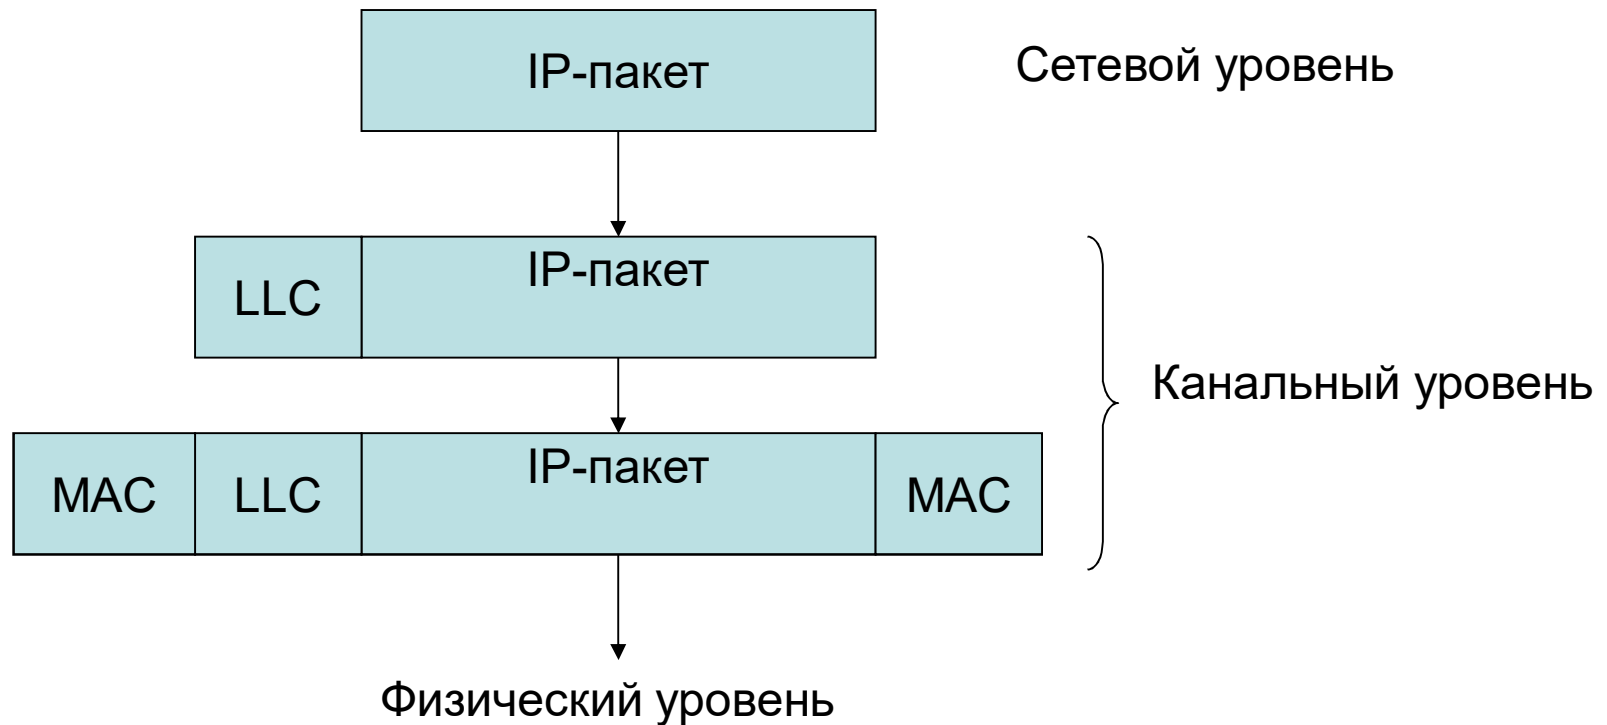 IP-пакет
Сетевой уровень
LLC
IP-пакет
Канальный уровень
MAC
LLC
IP-пакет
MAC
Физический уровень